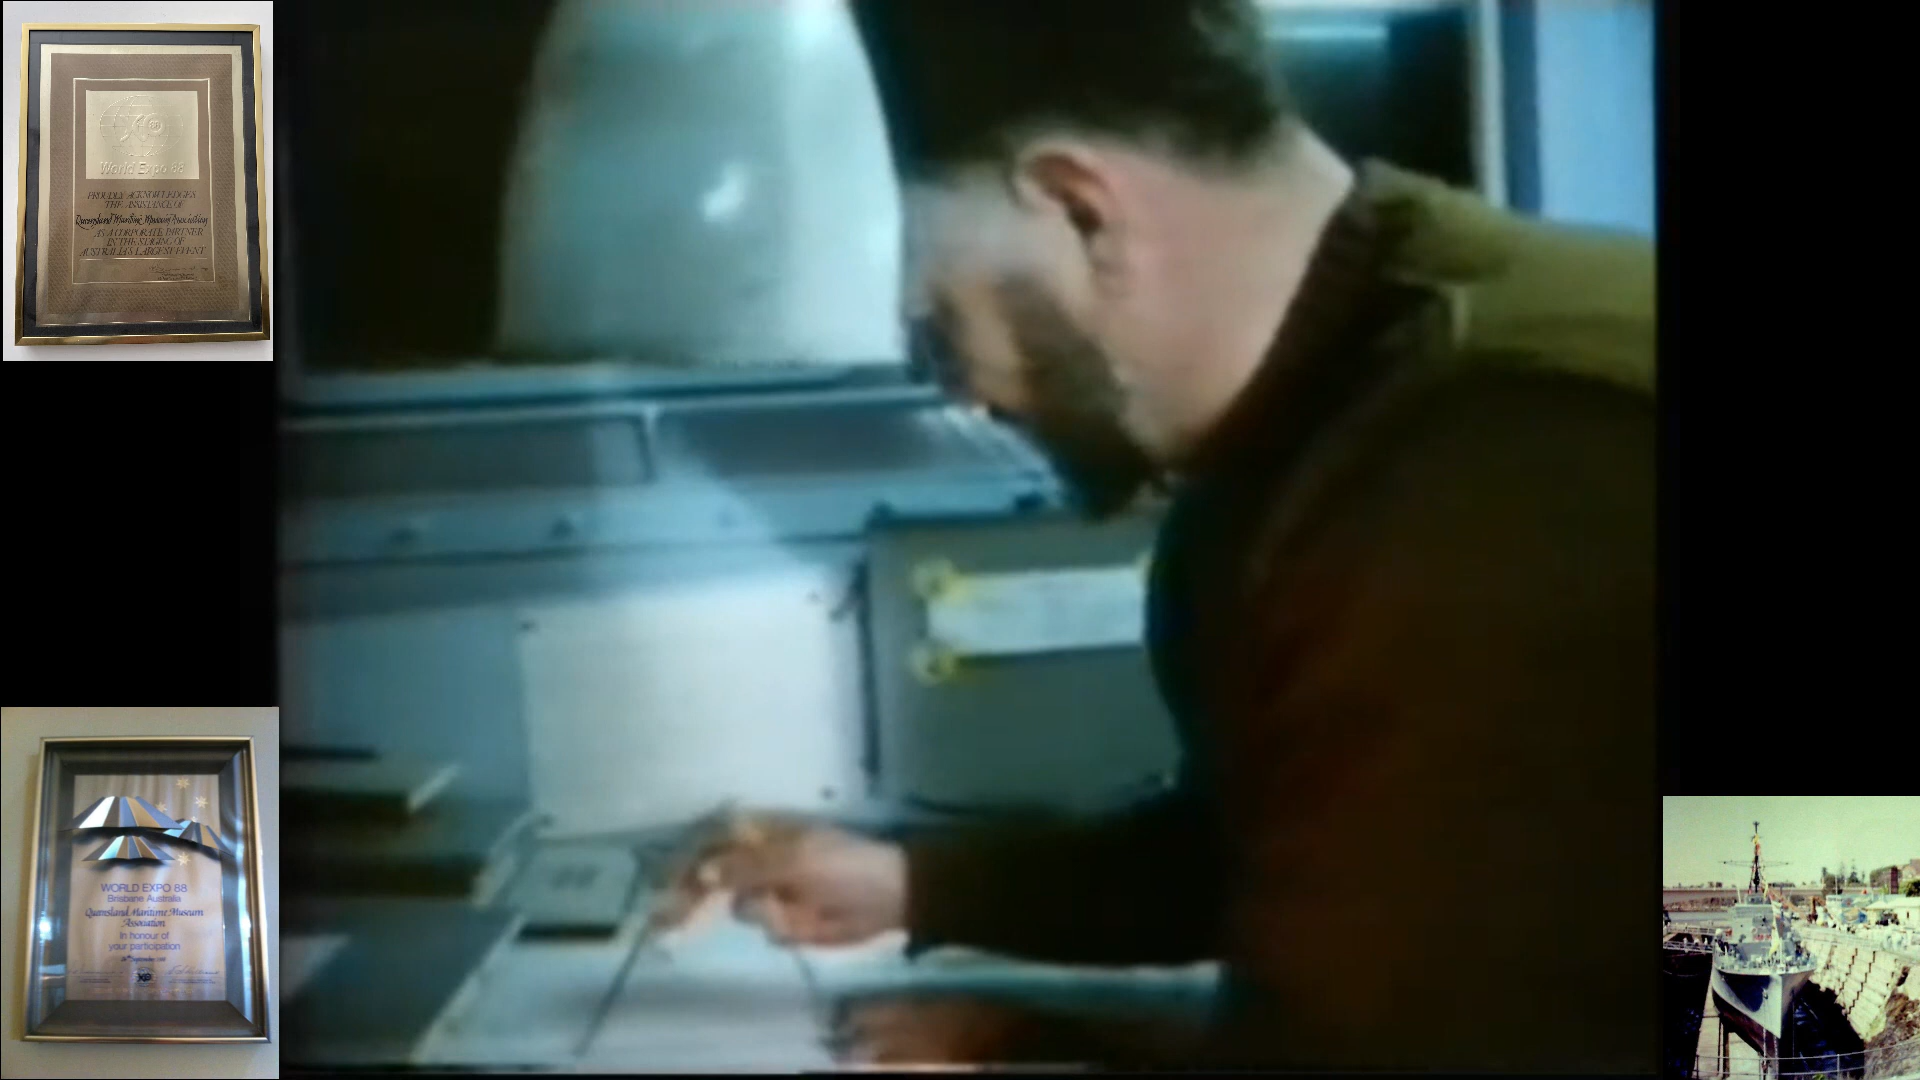 World Expo 88
PROUDLY ACKNOWLEDGES
THE ASSISTANCE OF
Queensland Maritime Museum Association
AS A CORPORATE PARTNER
IN THE STAGING OF
AUSTRALIA'S LARGEST EVENT
WORLD EXPO 88
Brisbane Australia
Queensland Maritime Museum
Association
In honour of
your participation